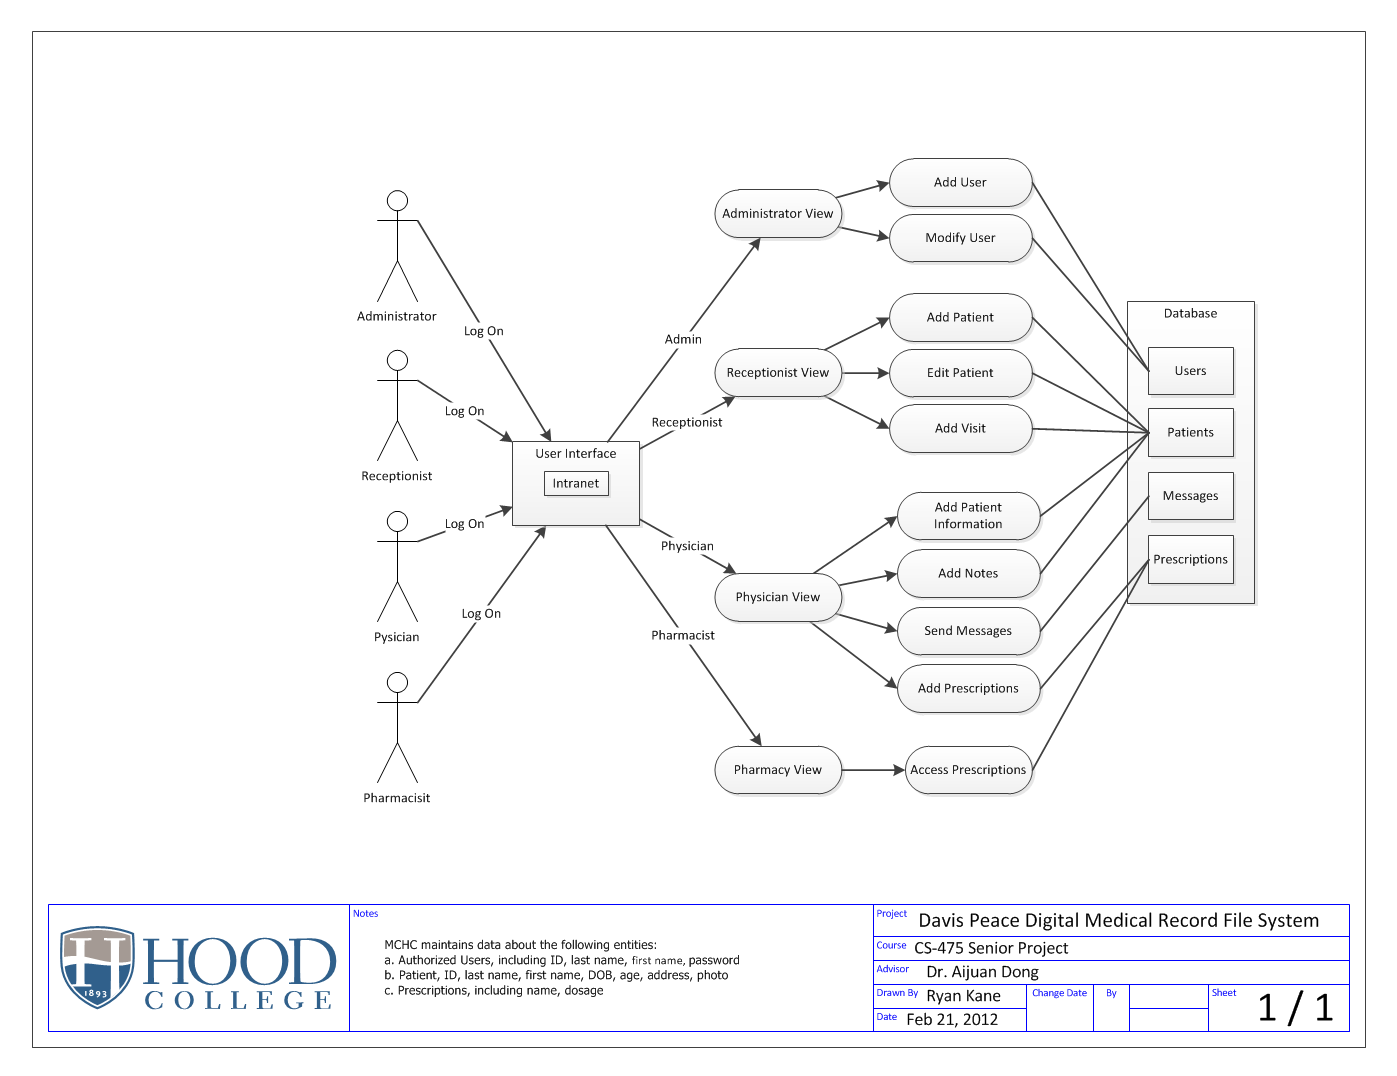 Add User
Administrator View
Modify User
Administrator
Log On
Admin
Add Patient
Database
Receptionist View
Edit Patient
Users
Log On
Receptionist
Add Visit
Patients
Receptionist
User Interface
Intranet
Messages
Add Patient
Information
Log On
Physician
Prescriptions
Add Notes
Physician View
Log On
Pysician
Send Messages
Pharmacist
Add Prescriptions
Pharmacy View
Access Prescriptions
Pharmacisit
HOOD
COLLEGE
1893
Notes
MCHC maintains data about the following entities:
a. Authorized Users, including ID, last name, first name, password
b. Patient, ID, last name, first name, DOB, age, address, photo
c. Prescriptions, including name, dosage
Project Davis Peace Digital Medical Record File System
Course CS-475 Senior Project
Advisor Dr. Aijuan Dong
Drawn By Ryan Kane
Change Date
By
Sheet 1 / 1
Date Feb 21, 2012